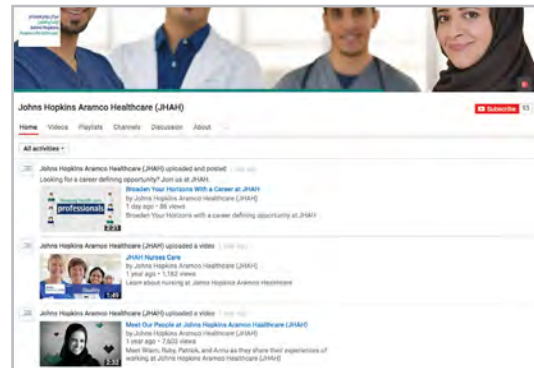 Johns Hopkins Aramco Healthcare (JHAH)
Subscribe
Home Videos Playlists Channels Discussion About
All activities
Johns Hopkins Aramco Healthcare (JHAH) uploaded and posted
Looking for a career defining opportunity? Join us at JHAH.
professionals
2:21
Broaden Your Horizons With a Career at JHAH
by Johns Hopkins Aramco Healthcare (JHAH)
1 day ago • 86 views
Broaden Your Horizons with a career defining opportunity at JHAH
Johns Hopkins Aramco Healthcare (JHAH) uploaded a video
1:49
JHAH Nurses Care
by Johns Hopkins Aramco Healthcare (JHAH)
1 year ago • 1,162 views
Learn about nursing at Johns Hopkins Aramco Healthcare
Johns Hopkins Aramco Healthcare (JHAH) uploaded a video
2:32
Meet Our People at Johns Hopkins Aramco Healthcare (JHAH)
by Johns Hopkins Aramco Healthcare (JHAH)
1 year ago • 7,603 views
Meet Wiam, Ruby, Patrick, and Annu as they share their experiences of
working at Johns Hopkins Aramco Healthcare (JHAH)